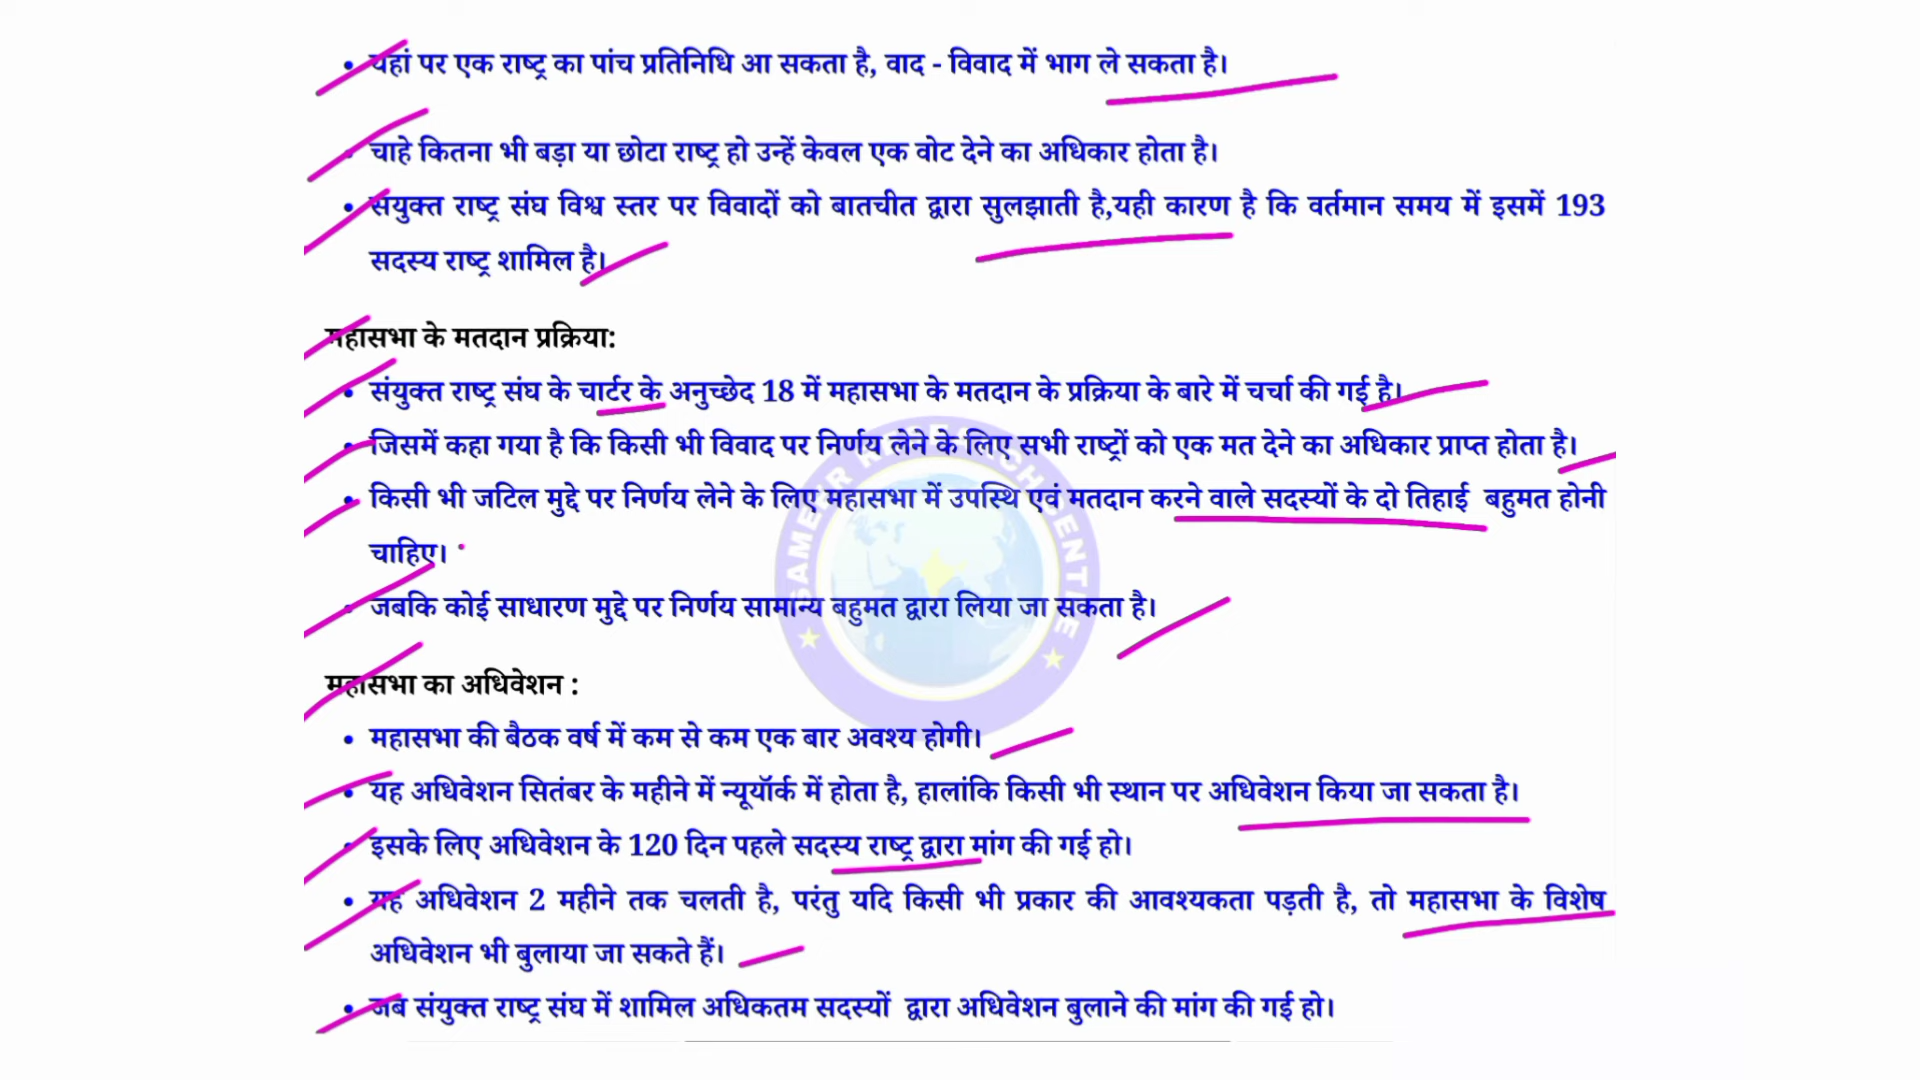 • यहां पर एक राष्ट्र का पांच प्रतिनिधि आ सकता है, वाद - विवाद में भाग ले सकता है।
• चाहे कितना भी बड़ा या छोटा राष्ट्र हो उन्हें केवल एक वोट देने का अधिकार होता है।
• संयुक्त राष्ट्र संघ विश्व स्तर पर विवादों को बातचीत द्वारा सुलझाती है,यही कारण है कि वर्तमान समय में इसमें 193
सदस्य राष्ट्र शामिल है।
महासभा के मतदान प्रक्रिया:
• संयुक्त राष्ट्र संघ के चार्टर के अनुच्छेद 18 में महासभा के मतदान के प्रक्रिया के बारे में चर्चा की गई है।
• जिसमें कहा गया है कि किसी भी विवाद पर निर्णय लेने के लिए सभी राष्ट्रों को एक मत देने का अधिकार प्राप्त होता है।
• किसी भी जटिल मुद्दे पर निर्णय लेने के लिए महासभा में उपस्थि एवं मतदान करने वाले सदस्यों के दो तिहाई बहुमत होनी
चाहिए।
• जबकि कोई साधारण मुद्दे पर निर्णय सामान्य बहुमत द्वारा लिया जा सकता है।
महासभा का अधिवेशन :
• महासभा की बैठक वर्ष में कम से कम एक बार अवश्य होगी।
• यह अधिवेशन सितंबर के महीने में न्यूयॉर्क में होता है, हालांकि किसी भी स्थान पर अधिवेशन किया जा सकता है।
• इसके लिए अधिवेशन के 120 दिन पहले सदस्य राष्ट्र द्वारा मांग की गई हो।
• यह अधिवेशन 2 महीने तक चलती है, परंतु यदि किसी भी प्रकार की आवश्यकता पड़ती है, तो महासभा के विशेष
अधिवेशन भी बुलाया जा सकते हैं।
• जब संयुक्त राष्ट्र संघ में शामिल अधिकतम सदस्यों द्वारा अधिवेशन बुलाने की मांग की गई हो।